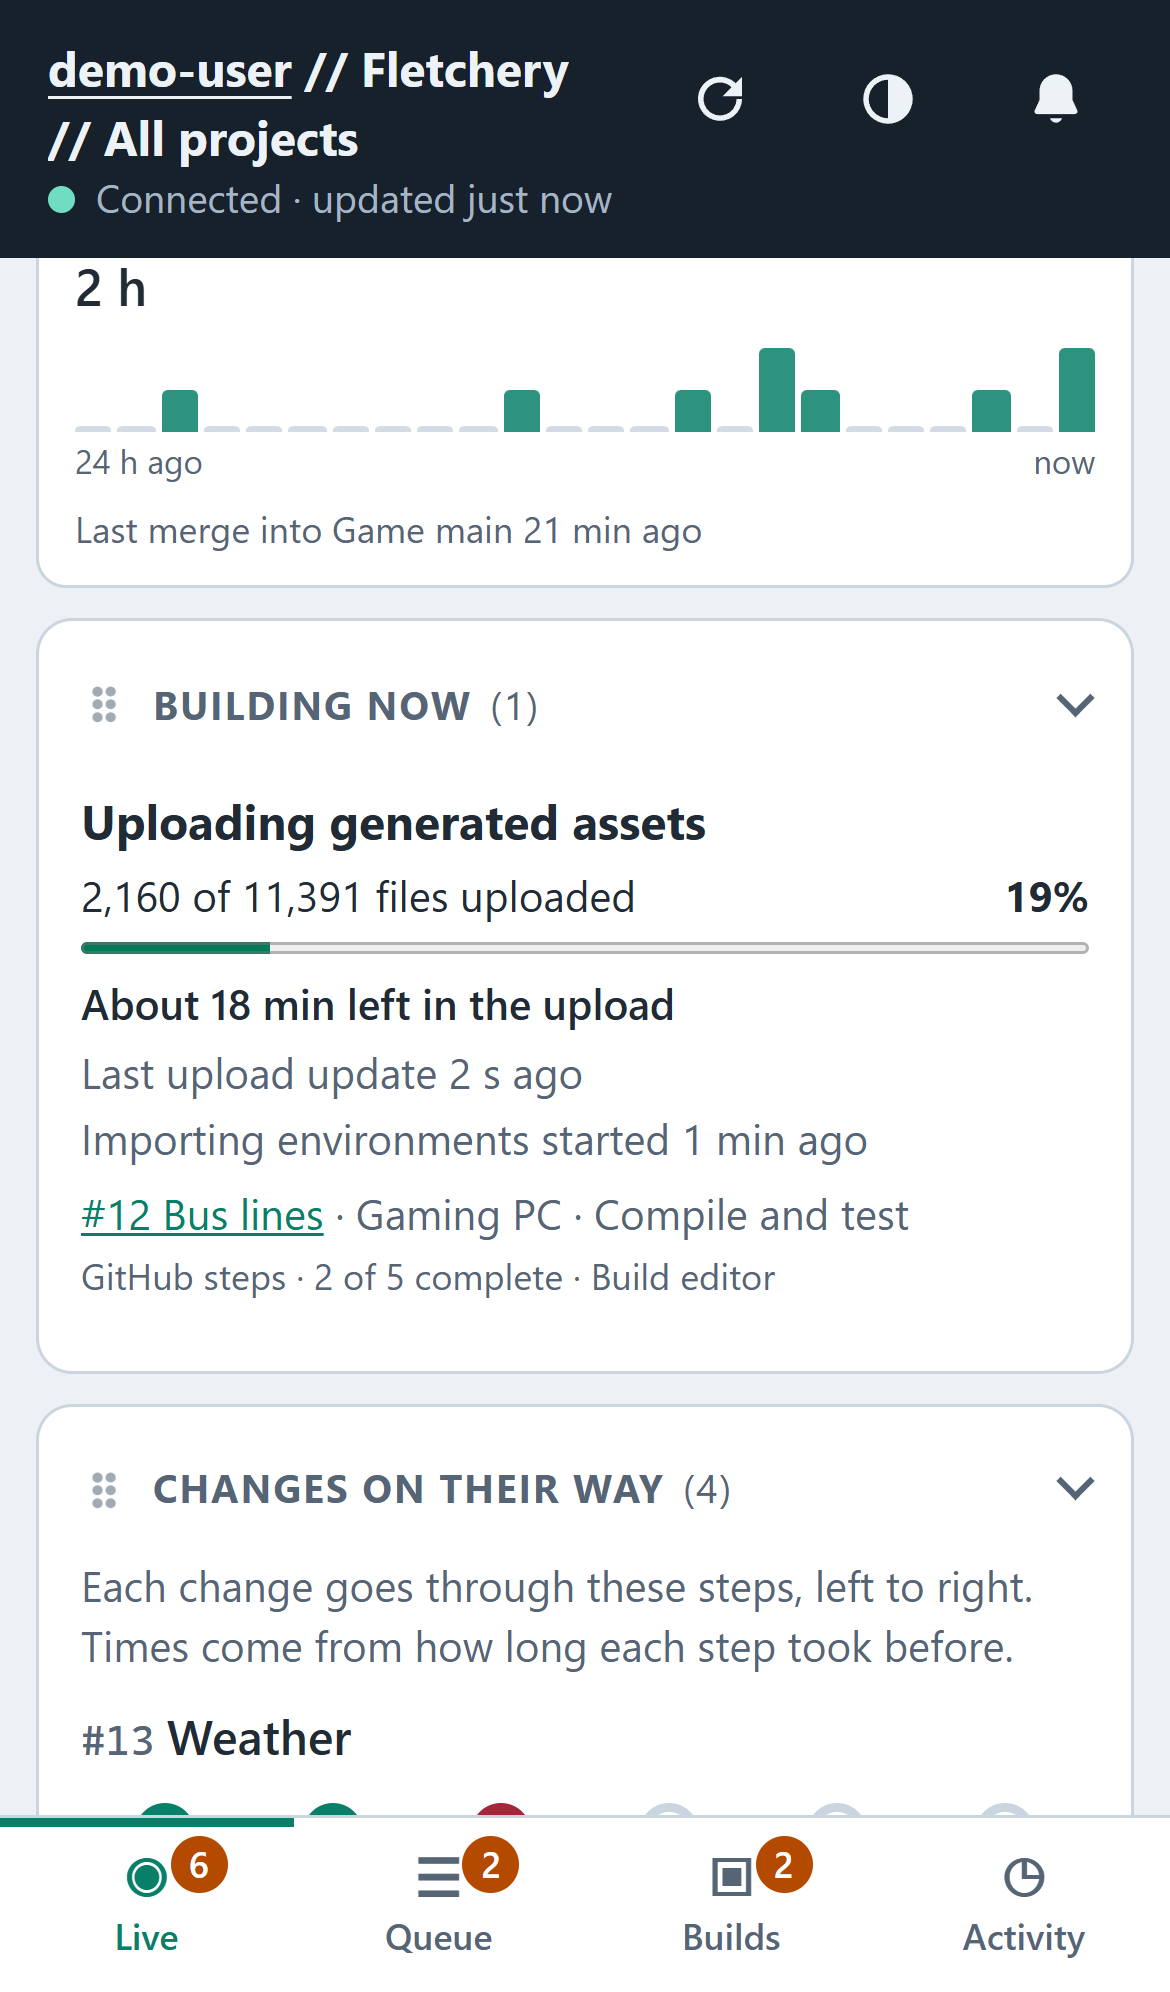 demo-user // Fletchery
// All projects
Connected · updated just now
2 h
24 h ago
now
Last merge into Game main 21 min ago
BUILDING NOW (1)
Uploading generated assets
2,160 of 11,391 files uploaded
19%
About 18 min left in the upload
Last upload update 2 s ago
Importing environments started 1 min ago
#12 Bus lines · Gaming PC · Compile and test
GitHub steps · 2 of 5 complete · Build editor
CHANGES ON THEIR WAY (4)
Each change goes through these steps, left to right.
Times come from how long each step took before.
#13 Weather
6
2
2
Live
Queue
Builds
Activity